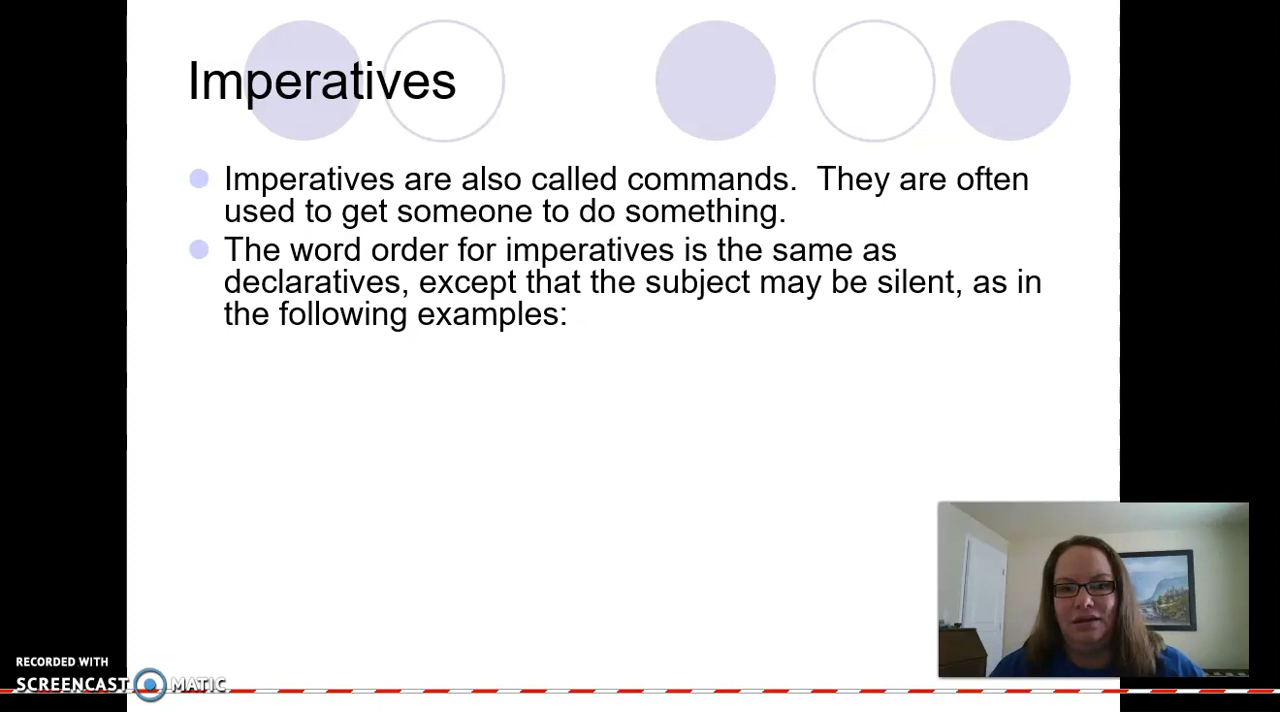 Imperatives
Imperatives are also called commands.  They are often
used to get someone to do something.
The word order for imperatives is the same as
declaratives, except that the subject may be silent, as in
the following examples:
RECORDED WITH
SCREENCAST MATIC